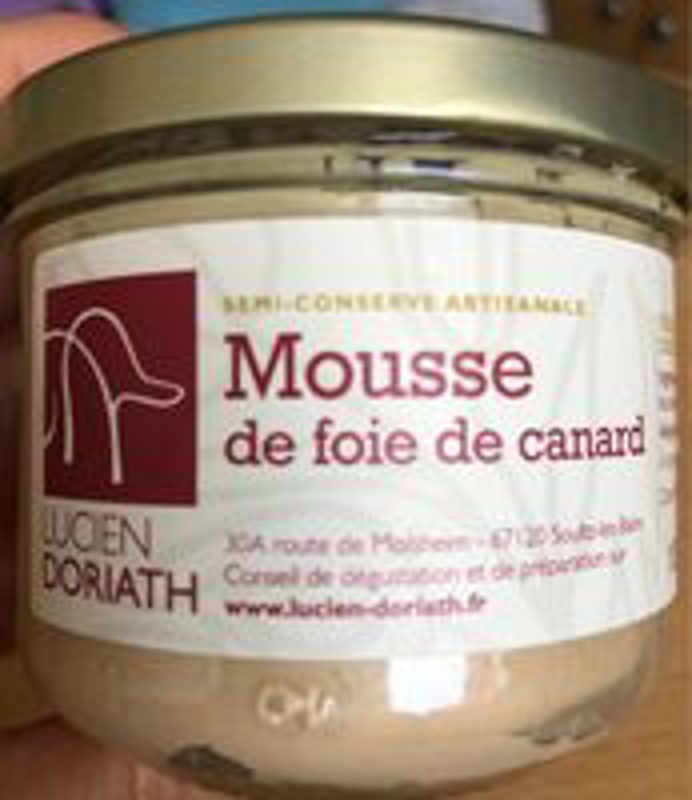 SEMI-CONSERVE ARTISANALE
Mousse
de foie de canard
LUCIEN
DORIATH
30A route de Molsheim - 67120 Soultz-les-Bains
Conseil de dégustation et de préparation sur
www.lucien-doriath.fr